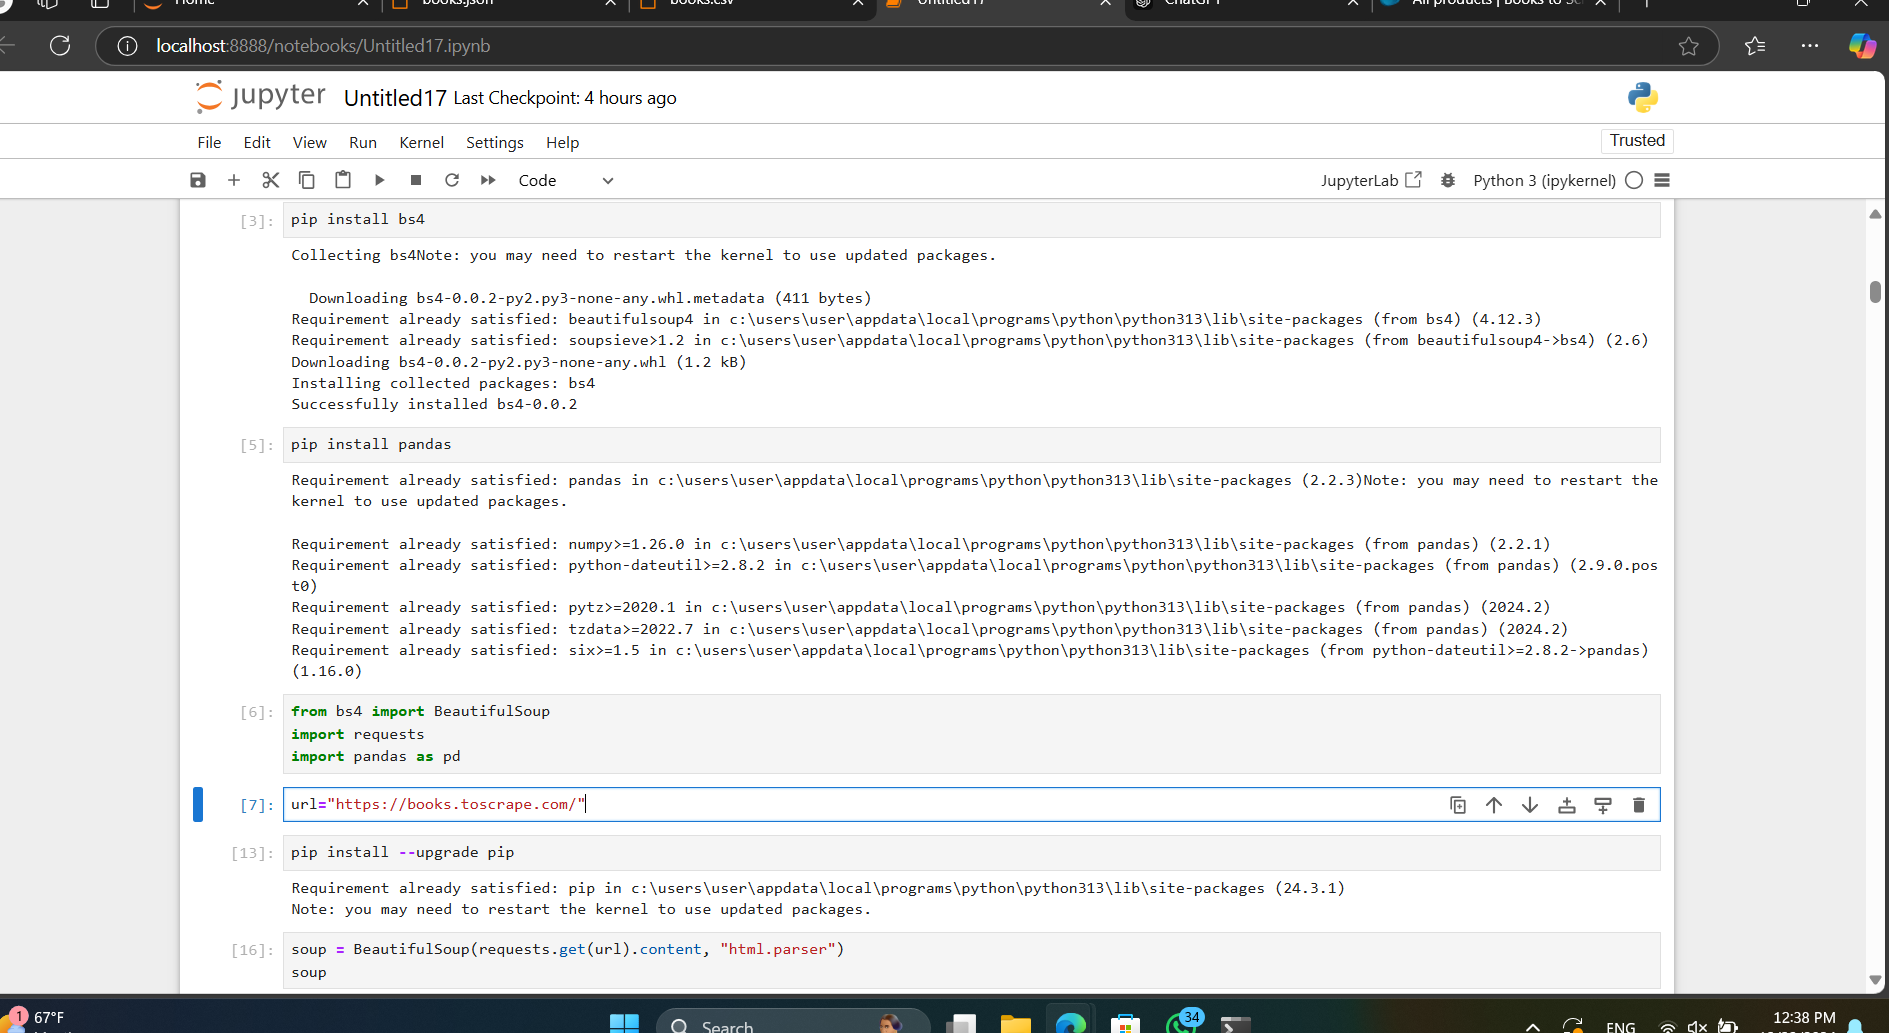 Home
books.json
books.csv
Untitled17
ChatGPT
All products | Books to Sc
localhost:8888/notebooks/Untitled17.ipynb
jupyter Untitled17 Last Checkpoint: 4 hours ago
File Edit View Run Kernel Settings Help
Trusted
Code
JupyterLab
Python 3 (ipykernel)
[3]: pip install bs4
Collecting bs4Note: you may need to restart the kernel to use updated packages.
Downloading bs4-0.0.2-py2.py3-none-any.whl.metadata (411 bytes)
Requirement already satisfied: beautifulsoup4 in c:\users\user\appdata\local\programs\python\python313\lib\site-packages (from bs4) (4.12.3)
Requirement already satisfied: soupsieve>1.2 in c:\users\user\appdata\local\programs\python\python313\lib\site-packages (from beautifulsoup4->bs4) (2.6)
Downloading bs4-0.0.2-py2.py3-none-any.whl (1.2 kB)
Installing collected packages: bs4
Successfully installed bs4-0.0.2
[5]: pip install pandas
Requirement already satisfied: pandas in c:\users\user\appdata\local\programs\python\python313\lib\site-packages (2.2.3)Note: you may need to restart the
kernel to use updated packages.
Requirement already satisfied: numpy>=1.26.0 in c:\users\user\appdata\local\programs\python\python313\lib\site-packages (from pandas) (2.2.1)
Requirement already satisfied: python-dateutil>=2.8.2 in c:\users\user\appdata\local\programs\python\python313\lib\site-packages (from pandas) (2.9.0.pos
t0)
Requirement already satisfied: pytz>=2020.1 in c:\users\user\appdata\local\programs\python\python313\lib\site-packages (from pandas) (2024.2)
Requirement already satisfied: tzdata>=2022.7 in c:\users\user\appdata\local\programs\python\python313\lib\site-packages (from pandas) (2024.2)
Requirement already satisfied: six>=1.5 in c:\users\user\appdata\local\programs\python\python313\lib\site-packages (from python-dateutil>=2.8.2->pandas)
(1.16.0)
[6]: from bs4 import BeautifulSoup
import requests
import pandas as pd
[7]: url="https://books.toscrape.com/"
[13]: pip install --upgrade pip
Requirement already satisfied: pip in c:\users\user\appdata\local\programs\python\python313\lib\site-packages (24.3.1)
Note: you may need to restart the kernel to use updated packages.
[16]: soup = BeautifulSoup(requests.get(url).content, "html.parser")
soup
1
67°F
Search
34
ENG
12:38 PM